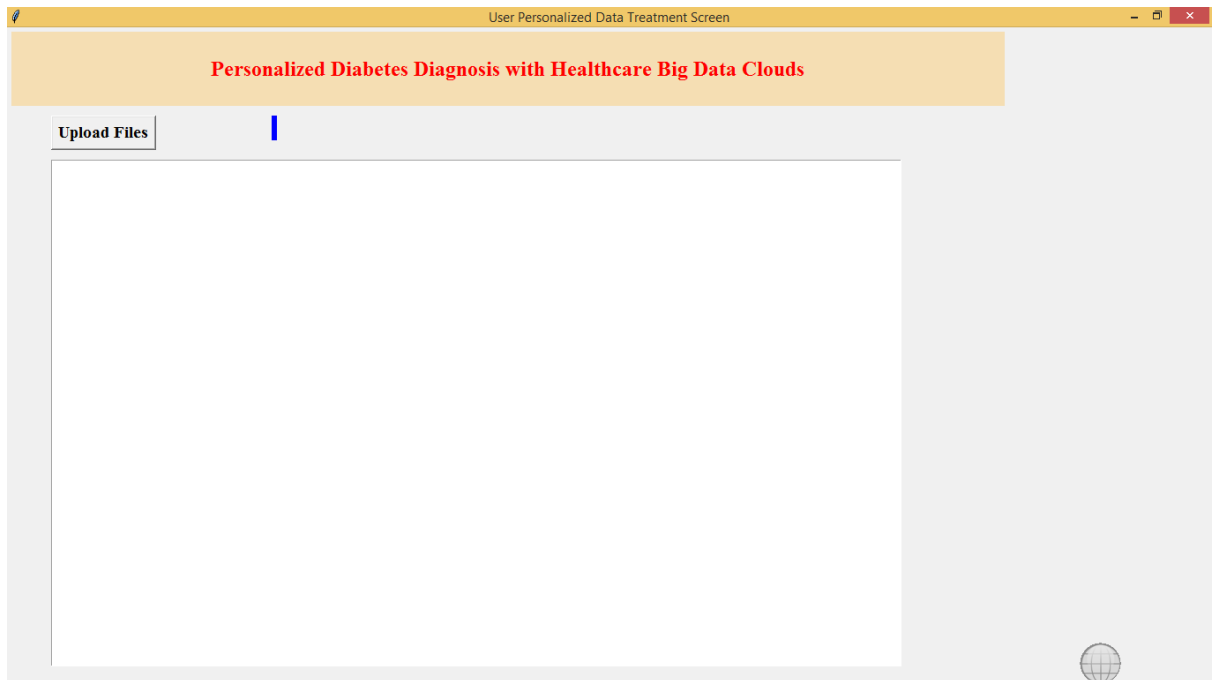 User Personalized Data Treatment Screen
Personalized Diabetes Diagnosis with Healthcare Big Data Clouds
Upload Files